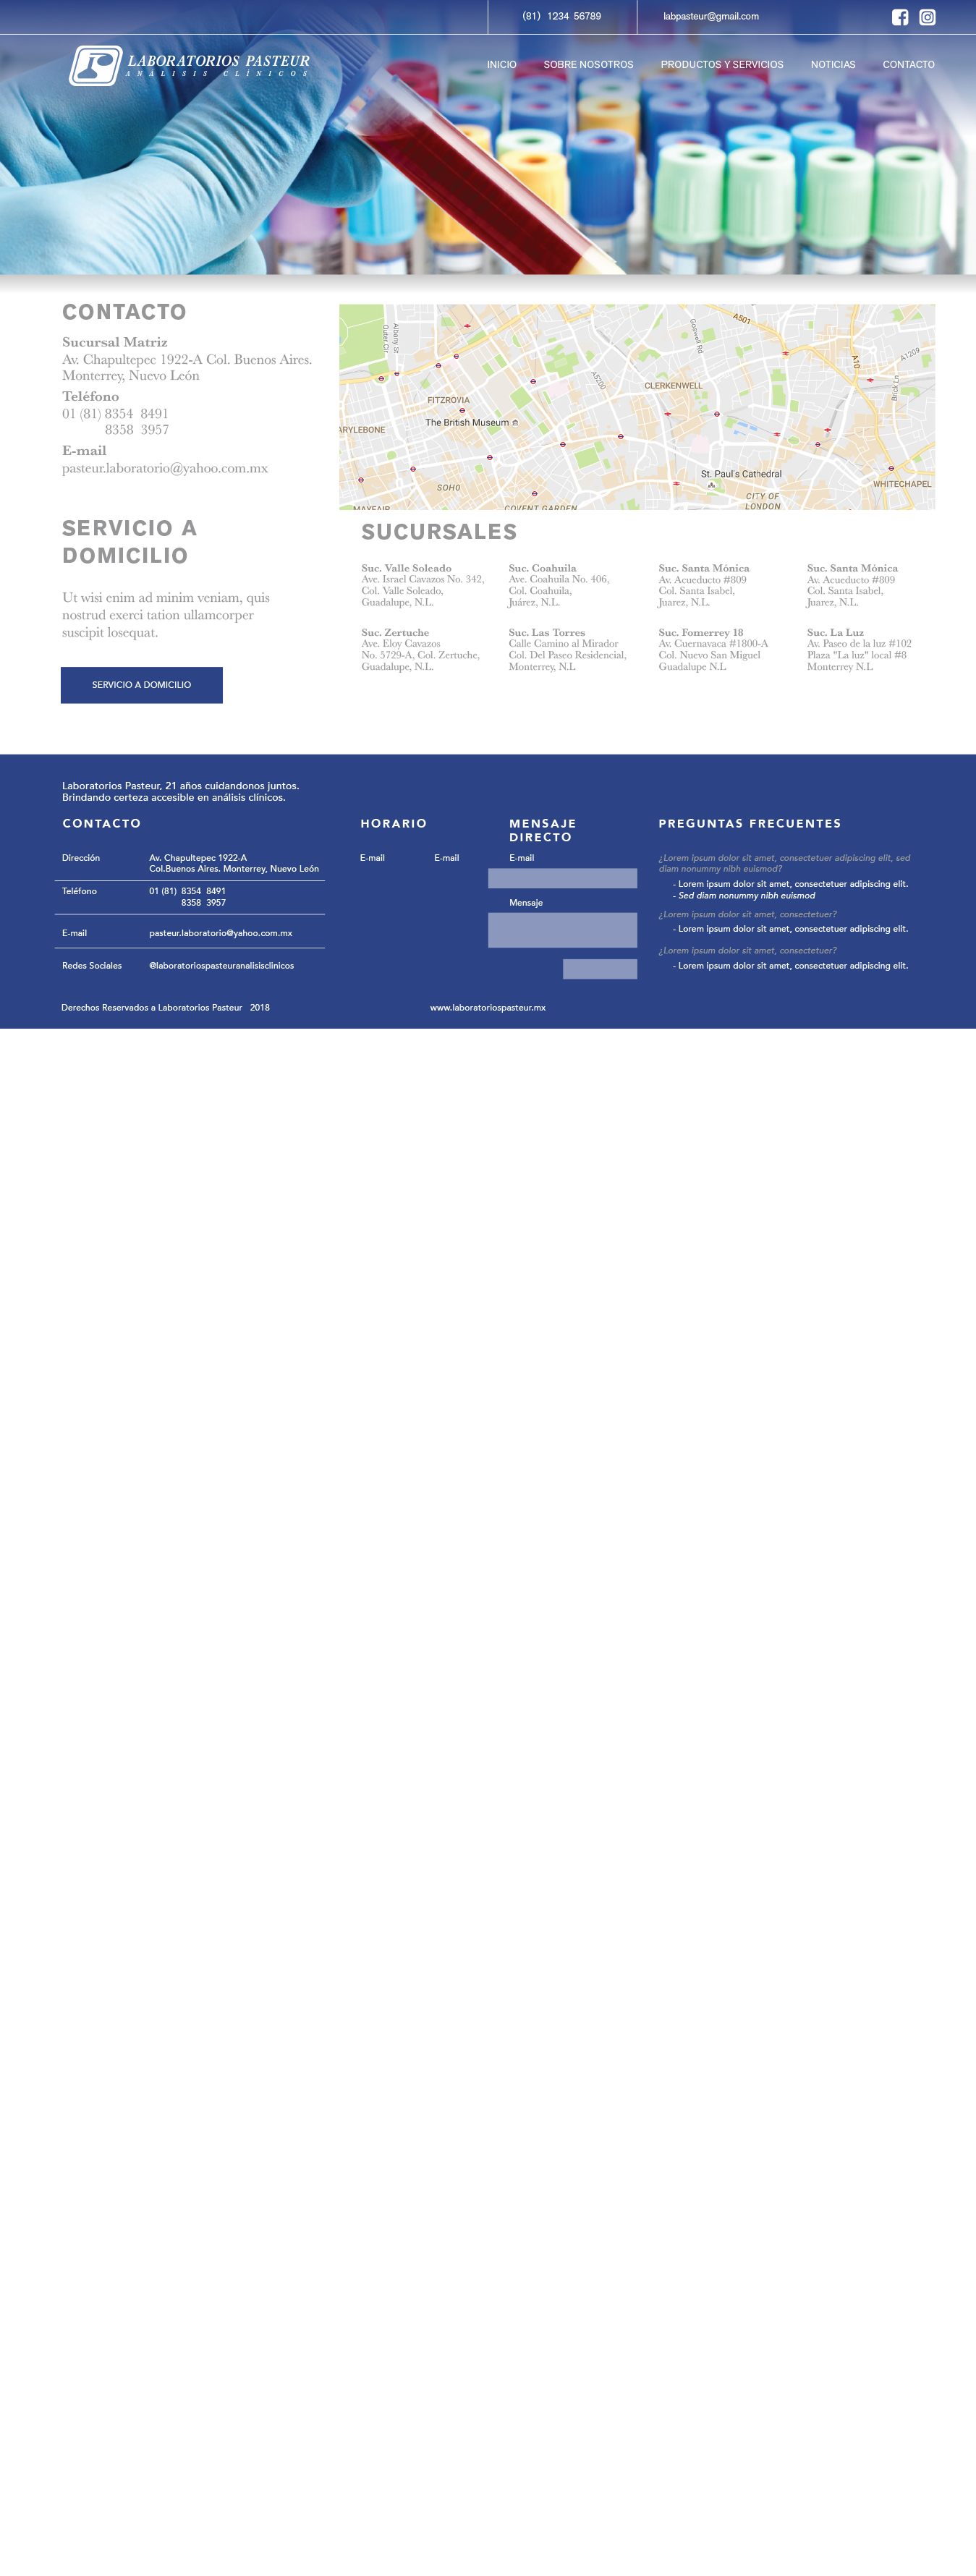 (81) 1234 56789
labpasteur@gmail.com
LABORATORIOS PASTEUR
ANÁLISIS CLÍNICOS
INICIO
SOBRE NOSOTROS
PRODUCTOS Y SERVICIOS
NOTICIAS
CONTACTO
CONTACTO
Sucursal Matriz
Av. Chapultepec 1922-A Col. Buenos Aires.
Monterrey, Nuevo León
Teléfono
01 (81) 8354 8491
8358 3957
E-mail
pasteur.laboratorio@yahoo.com.mx
Outer Cir
Albany St
Goswell Rd
A501
A10
A1209
Brick Ln
A5200
CLERKENWELL
FITZROVIA
The British Museum
ARYLEBONE
St. Paul's Cathedral
WHITECHAPEL
SOHO
CITY OF
LONDON
MAYFAIR
COVENT GARDEN
SERVICIO A
DOMICILIO
Ut wisi enim ad minim veniam, quis
nostrud exerci tation ullamcorper
suscipit losequat.
SERVICIO A DOMICILIO
SUCURSALES
Suc. Valle Soleado
Ave. Israel Cavazos No. 342,
Col. Valle Soleado,
Guadalupe, N.L.
Suc. Coahuila
Ave. Coahuila No. 406,
Col. Coahuila,
Juárez, N.L.
Suc. Santa Mónica
Av. Acueducto #809
Col. Santa Isabel,
Juarez, N.L.
Suc. Santa Mónica
Av. Acueducto #809
Col. Santa Isabel,
Juarez, N.L.
Suc. Zertuche
Ave. Eloy Cavazos
No. 5729-A, Col. Zertuche,
Guadalupe, N.L.
Suc. Las Torres
Calle Camino al Mirador
Col. Del Paseo Residencial,
Monterrey, N.L
Suc. Fomerrey 18
Av. Cuernavaca #1800-A
Col. Nuevo San Miguel
Guadalupe N.L
Suc. La Luz
Av. Paseo de la luz #102
Plaza "La luz" local #8
Monterrey N.L
Laboratorios Pasteur, 21 años cuidandonos juntos.
Brindando certeza accesible en análisis clínicos.
CONTACTO
Dirección
Av. Chapultepec 1922-A
Col.Buenos Aires. Monterrey, Nuevo León
Teléfono
01 (81) 8354 8491
8358 3957
E-mail
pasteur.laboratorio@yahoo.com.mx
Redes Sociales
@laboratoriospasteuranalisisclinicos
HORARIO
E-mail
E-mail
MENSAJE
DIRECTO
E-mail
Mensaje
PREGUNTAS FRECUENTES
¿Lorem ipsum dolor sit amet, consectetuer adipiscing elit, sed
diam nonummy nibh euismod?
- Lorem ipsum dolor sit amet, consectetuer adipiscing elit.
- Sed diam nonummy nibh euismod
¿Lorem ipsum dolor sit amet, consectetuer?
- Lorem ipsum dolor sit amet, consectetuer adipiscing elit.
¿Lorem ipsum dolor sit amet, consectetuer?
- Lorem ipsum dolor sit amet, consectetuer adipiscing elit.
Derechos Reservados a Laboratorios Pasteur 2018
www.laboratoriospasteur.mx